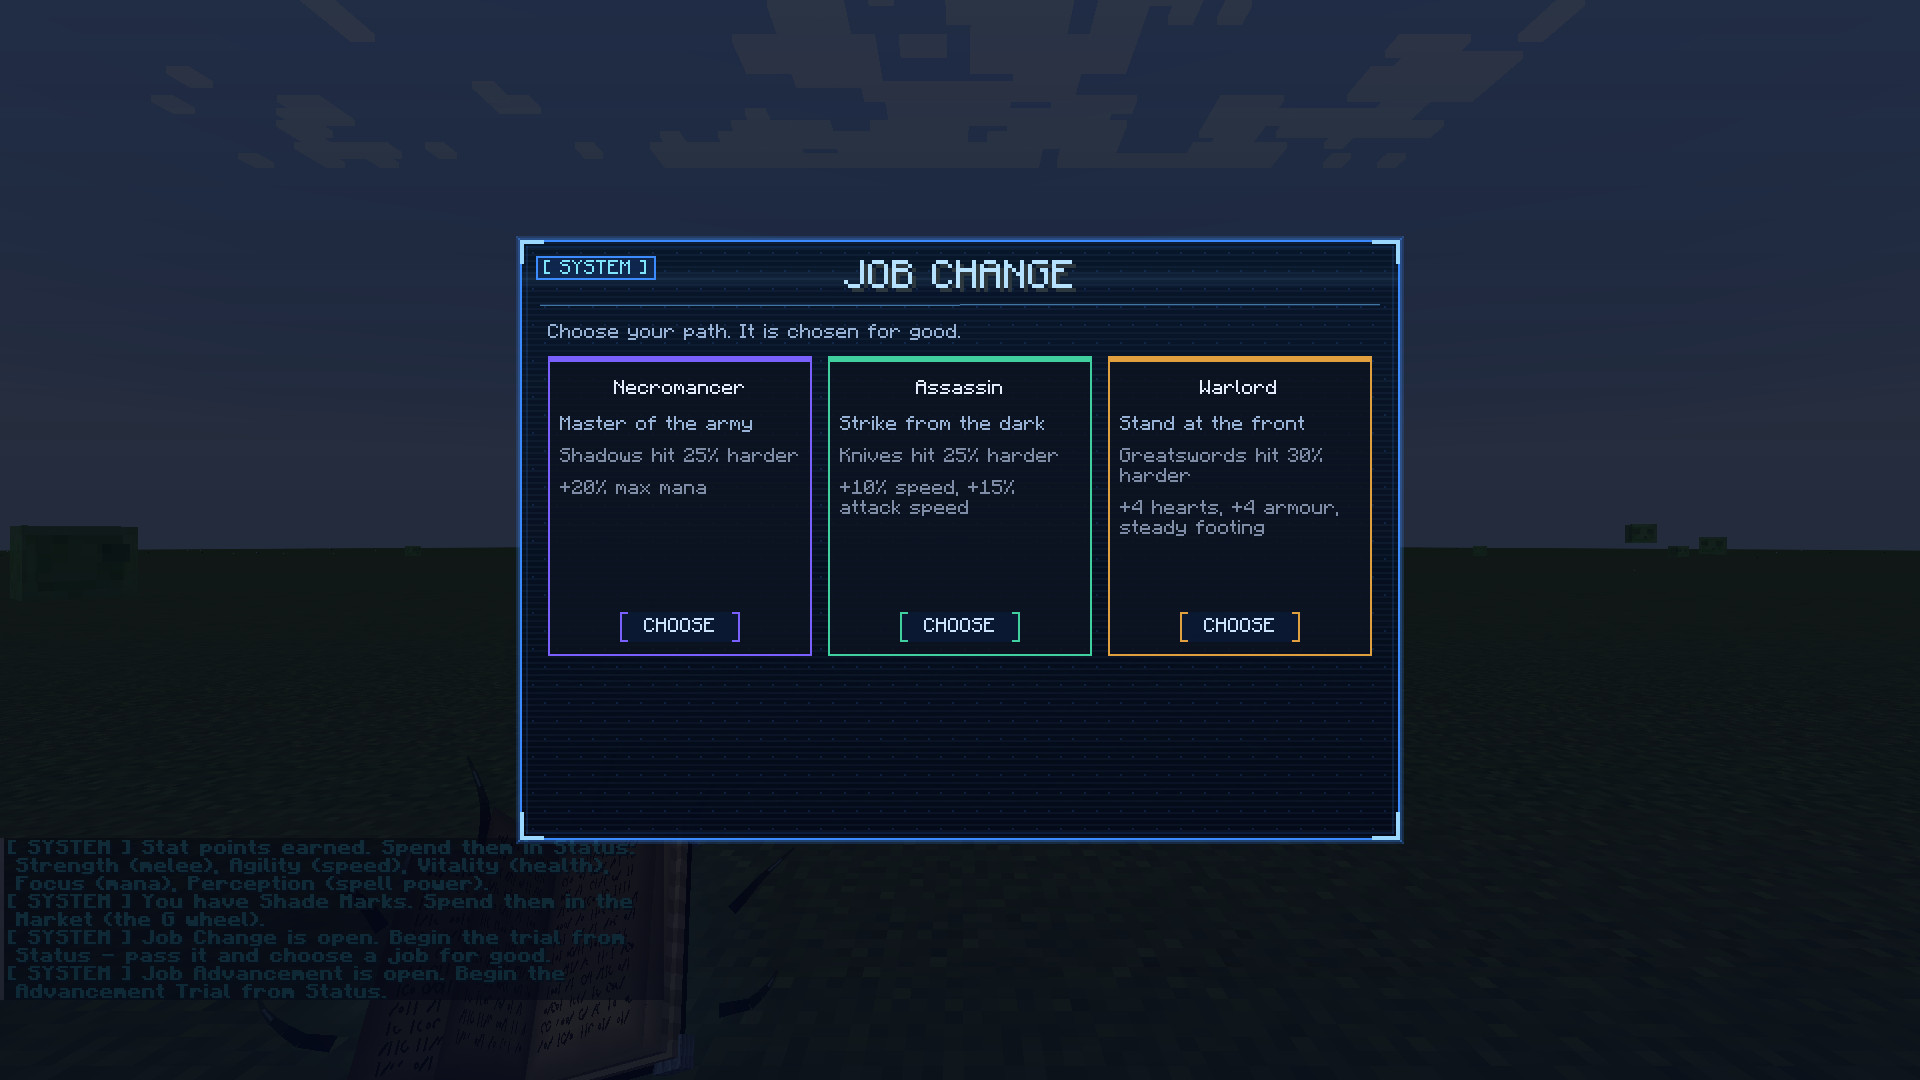 [ SYSTEM ]
JOB CHANGE
Choose your path. It is chosen for good.
Necromancer
Master of the army
Shadows hit 25% harder
+20% max mana
[ CHOOSE ]
Assassin
Strike from the dark
Knives hit 25% harder
+10% speed, +15%
attack speed
[ CHOOSE ]
Warlord
Stand at the front
Greatswords hit 30%
harder
+4 hearts, +4 armour,
steady footing
[ CHOOSE ]
[ SYSTEM ] Stat points earned. Spend them in Status:
Strength (melee), Agility (speed), Vitality (health),
Focus (mana), Perception (spell power).
[ SYSTEM ] You have Shade Marks. Spend them in the
Market (the G wheel).
[ SYSTEM ] Job Change is open. Begin the trial from
Status - pass it and choose a job for good.
[ SYSTEM ] Job Advancement is open. Begin the
Advancement Trial from Status.